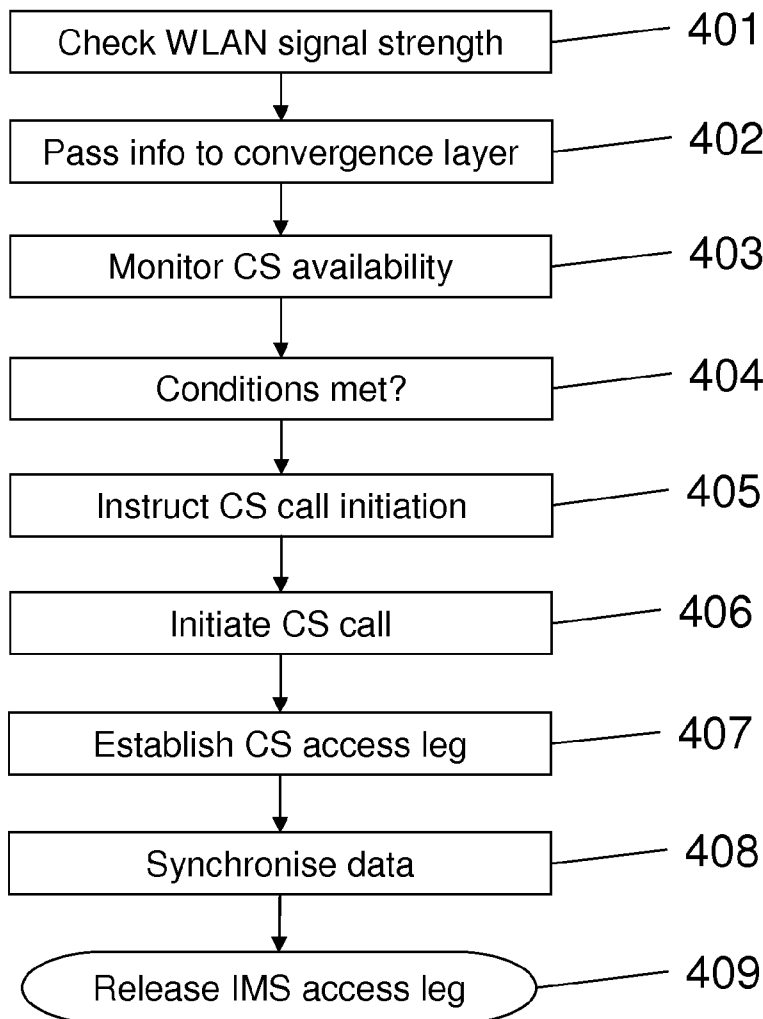 Check WLAN signal strength 401
Pass info to convergence layer 402
Monitor CS availability 403
Conditions met? 404
Instruct CS call initiation 405
Initiate CS call 406
Establish CS access leg 407
Synchronise data 408
Release IMS access leg 409